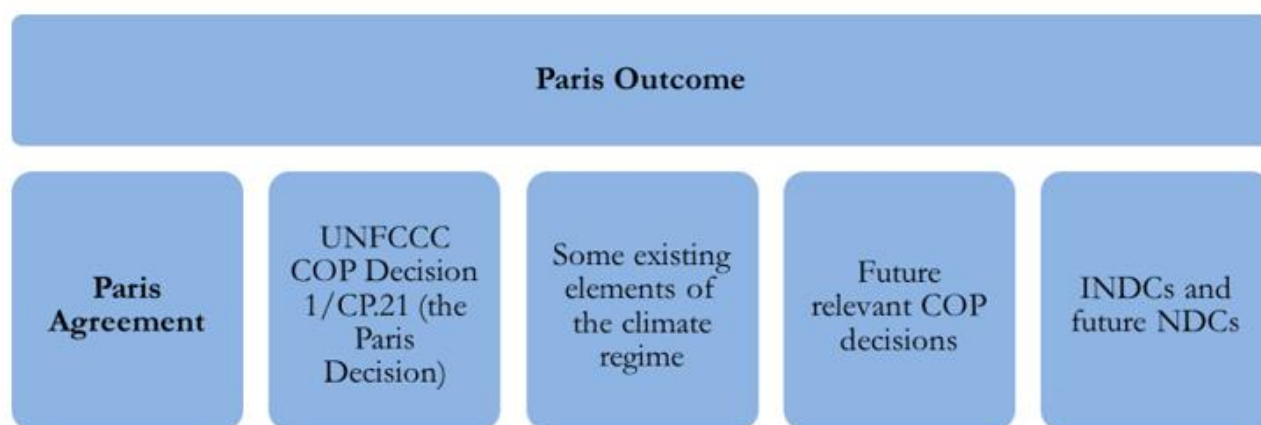 Paris Outcome
Paris
Agreement
UNFCCC
COP Decision
1/CP.21 (the
Paris
Decision)
Some existing
elements of
the climate
regime
Future
relevant COP
decisions
INDCs and
future NDCs